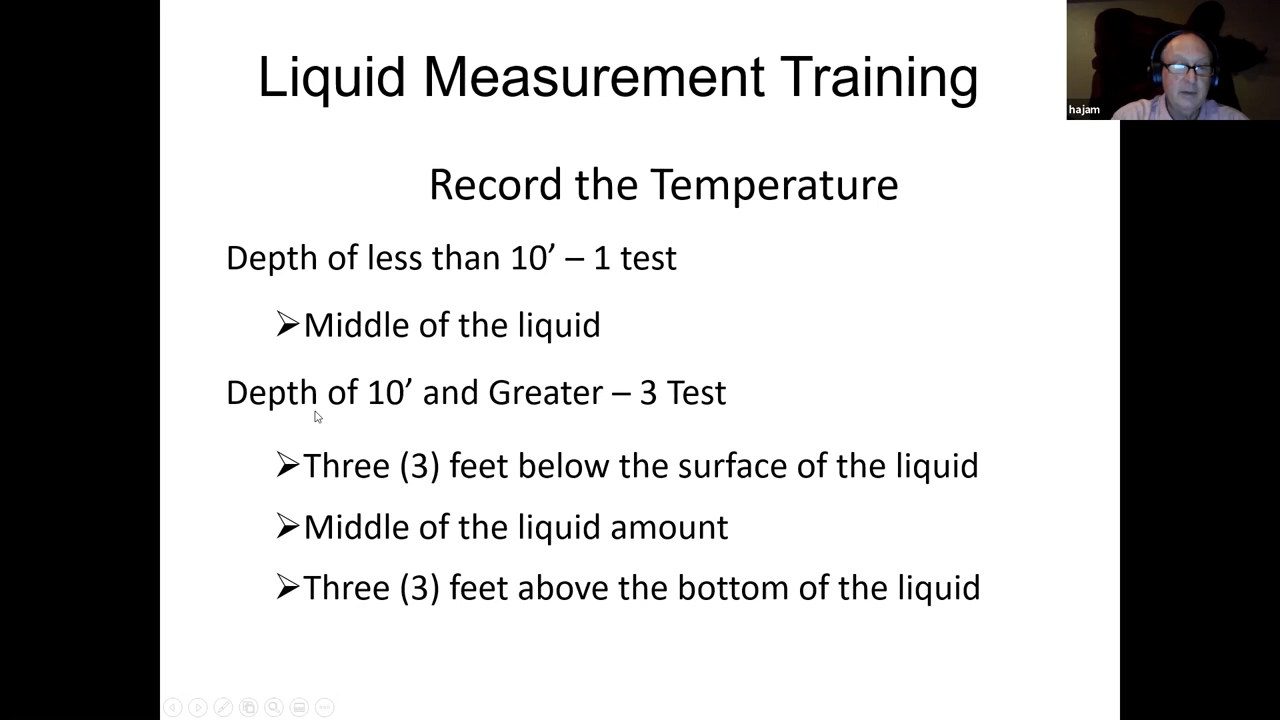 Liquid Measurement Training
hajam
Record the Temperature
Depth of less than 10’ – 1 test
Middle of the liquid
Depth of 10’ and Greater – 3 Test
Three (3) feet below the surface of the liquid
Middle of the liquid amount
Three (3) feet above the bottom of the liquid